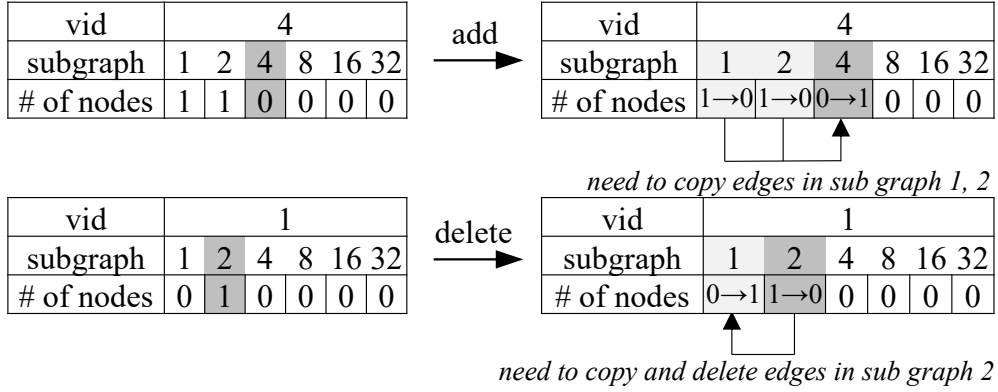 vid 4
subgraph 1 2 4 8 16 32
# of nodes 1 1 0 0 0 0
add
vid 4
subgraph 1 2 4 8 16 32
# of nodes 1→0 1→0 0→1 0 0 0
need to copy edges in sub graph 1, 2
vid 1
subgraph 1 2 4 8 16 32
# of nodes 0 1 0 0 0 0
delete
vid 1
subgraph 1 2 4 8 16 32
# of nodes 0→1 1→0 0 0 0 0
need to copy and delete edges in sub graph 2